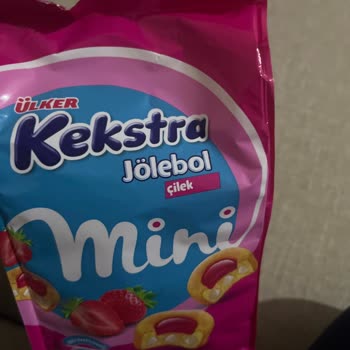 ÜLKER
Kekstra
Jölebol
çilek
mini